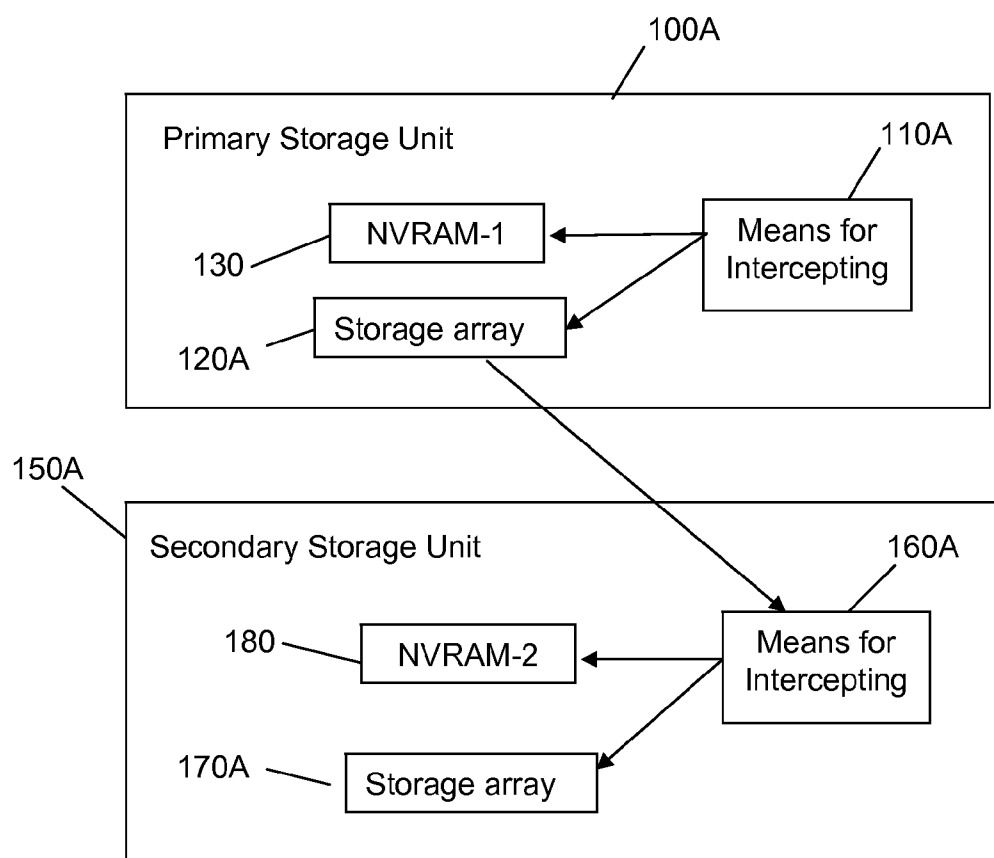 100A
Primary Storage Unit
110A
NVRAM-1
Means for
Intercepting
130
Storage array
120A
150A
Secondary Storage Unit
160A
180
NVRAM-2
Means for
Intercepting
170A
Storage array